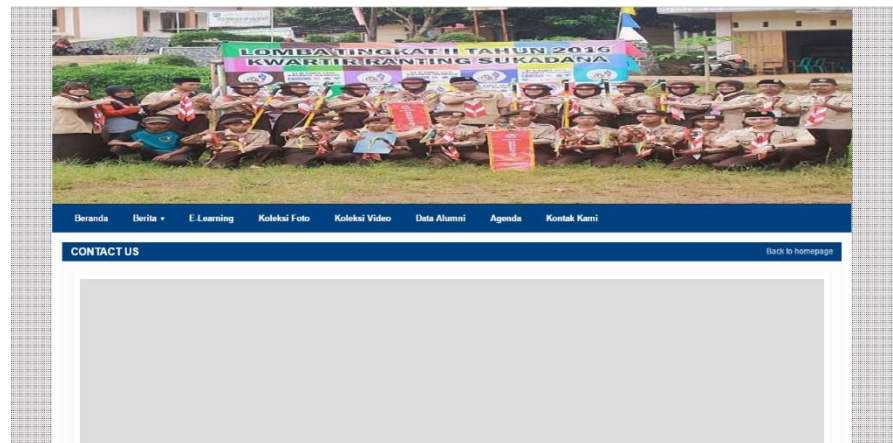 LOMBA TINGKAT II TAHUN 2016
KWARTIR RANTING SUKADANA
Beranda Berita E-Learning Koleksi Foto Koleksi Video Data Alumni Agenda Kontak Kami
CONTACT US Back to homepage